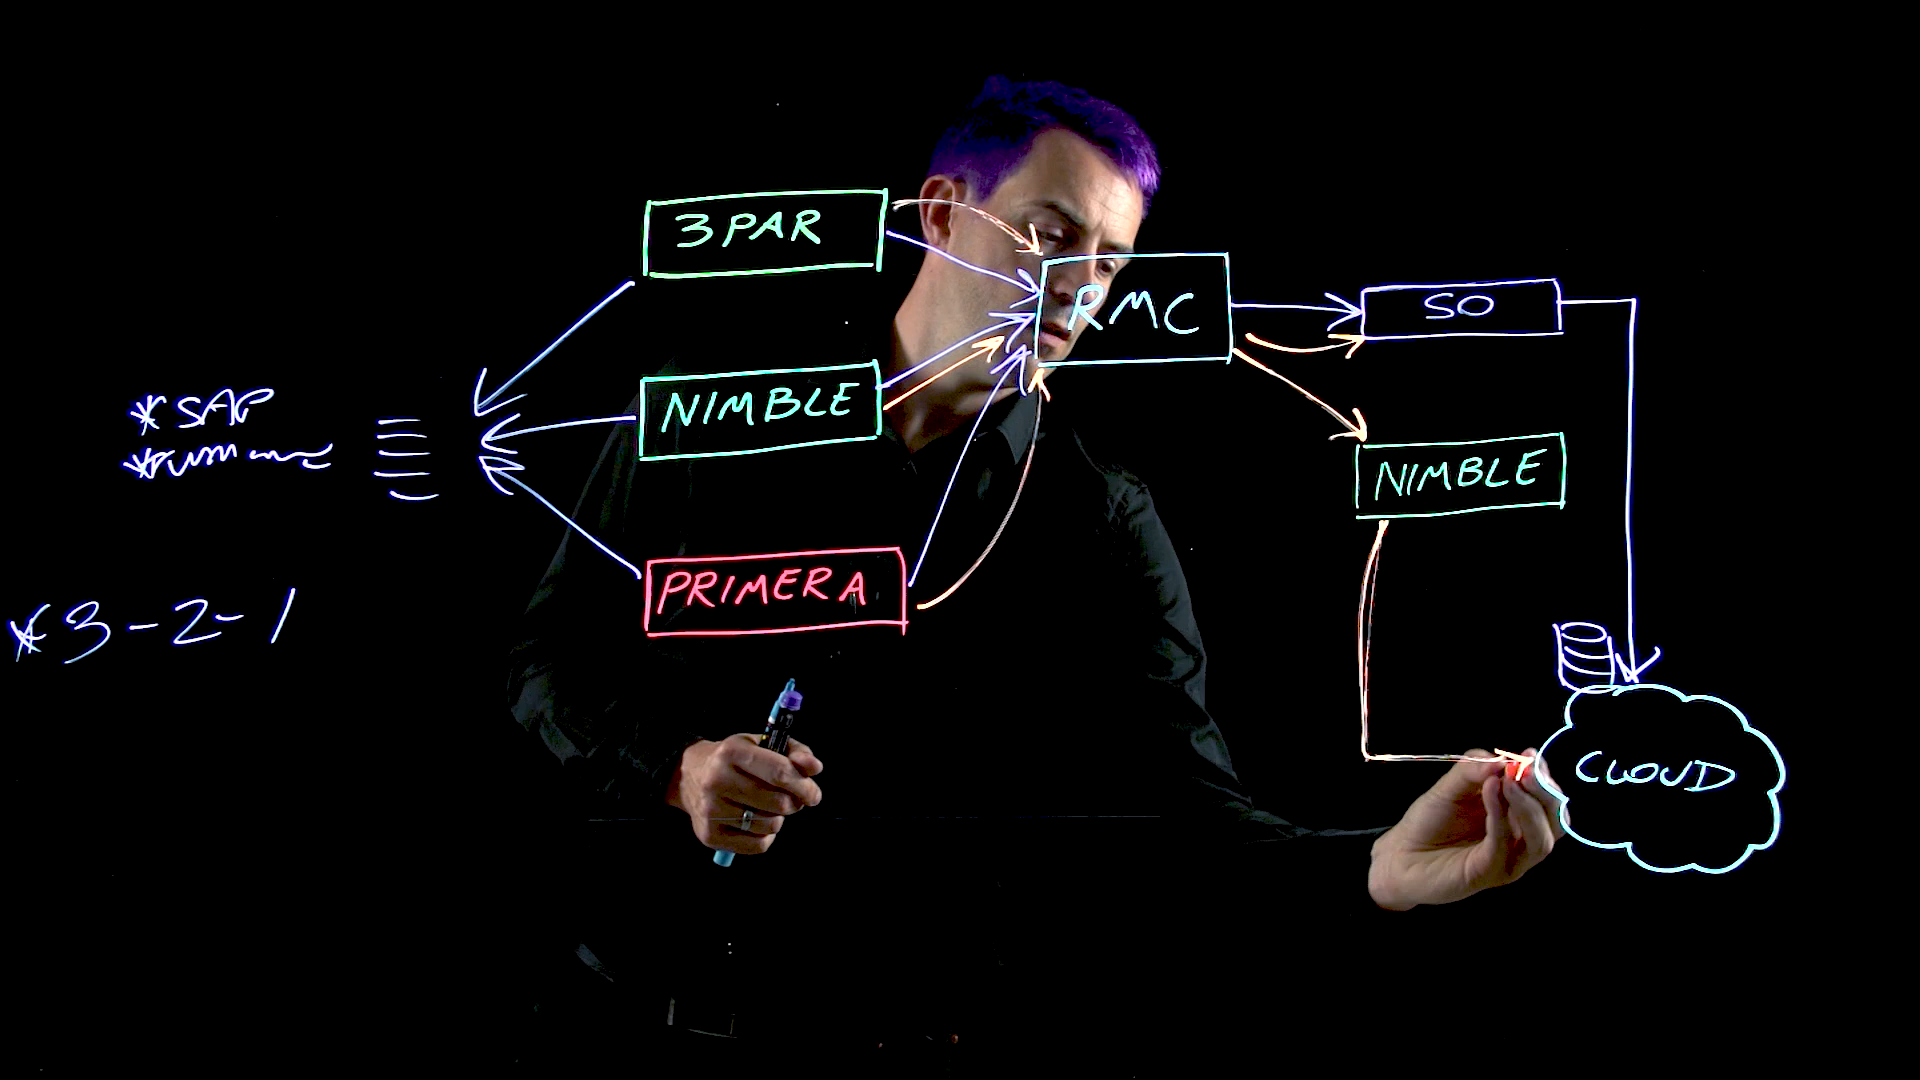 3PAR
RMC
SO
*SAP
NIMBLE
NIMBLE
PRIMERA
*3-2-1
CLOUD